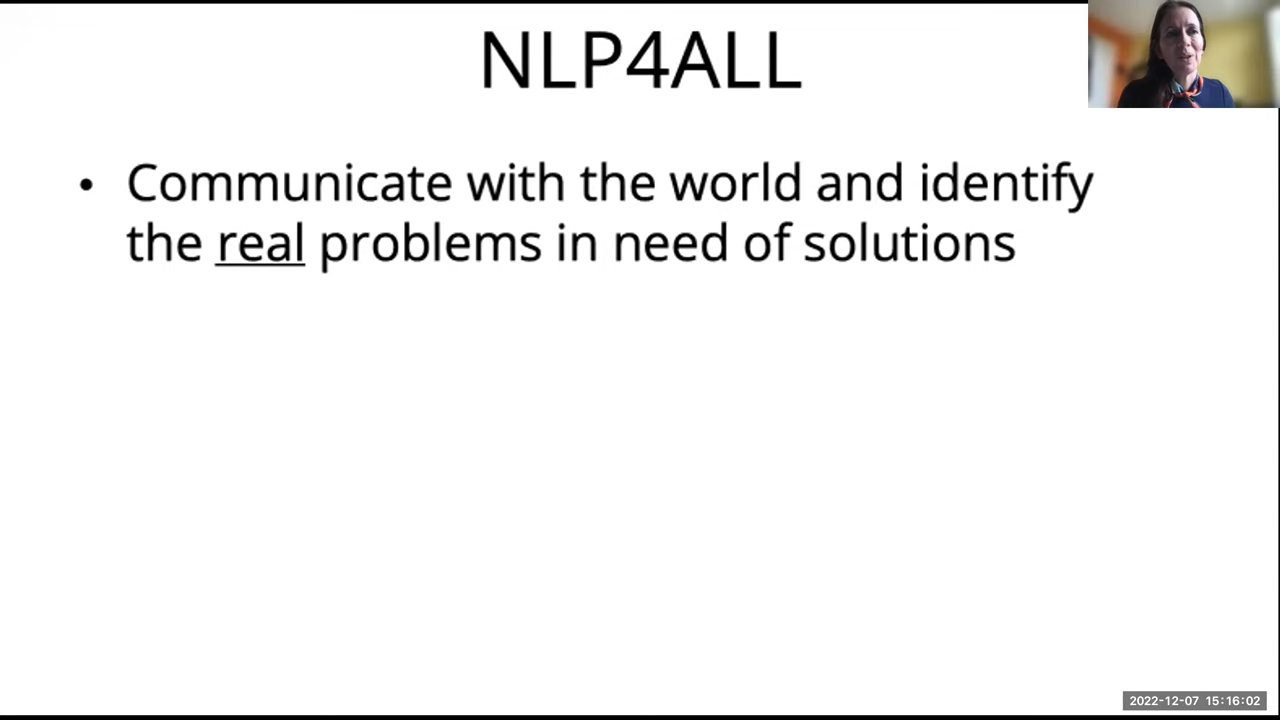 NLP4ALL
• Communicate with the world and identify
the real problems in need of solutions
2022-12-07 15:16:02